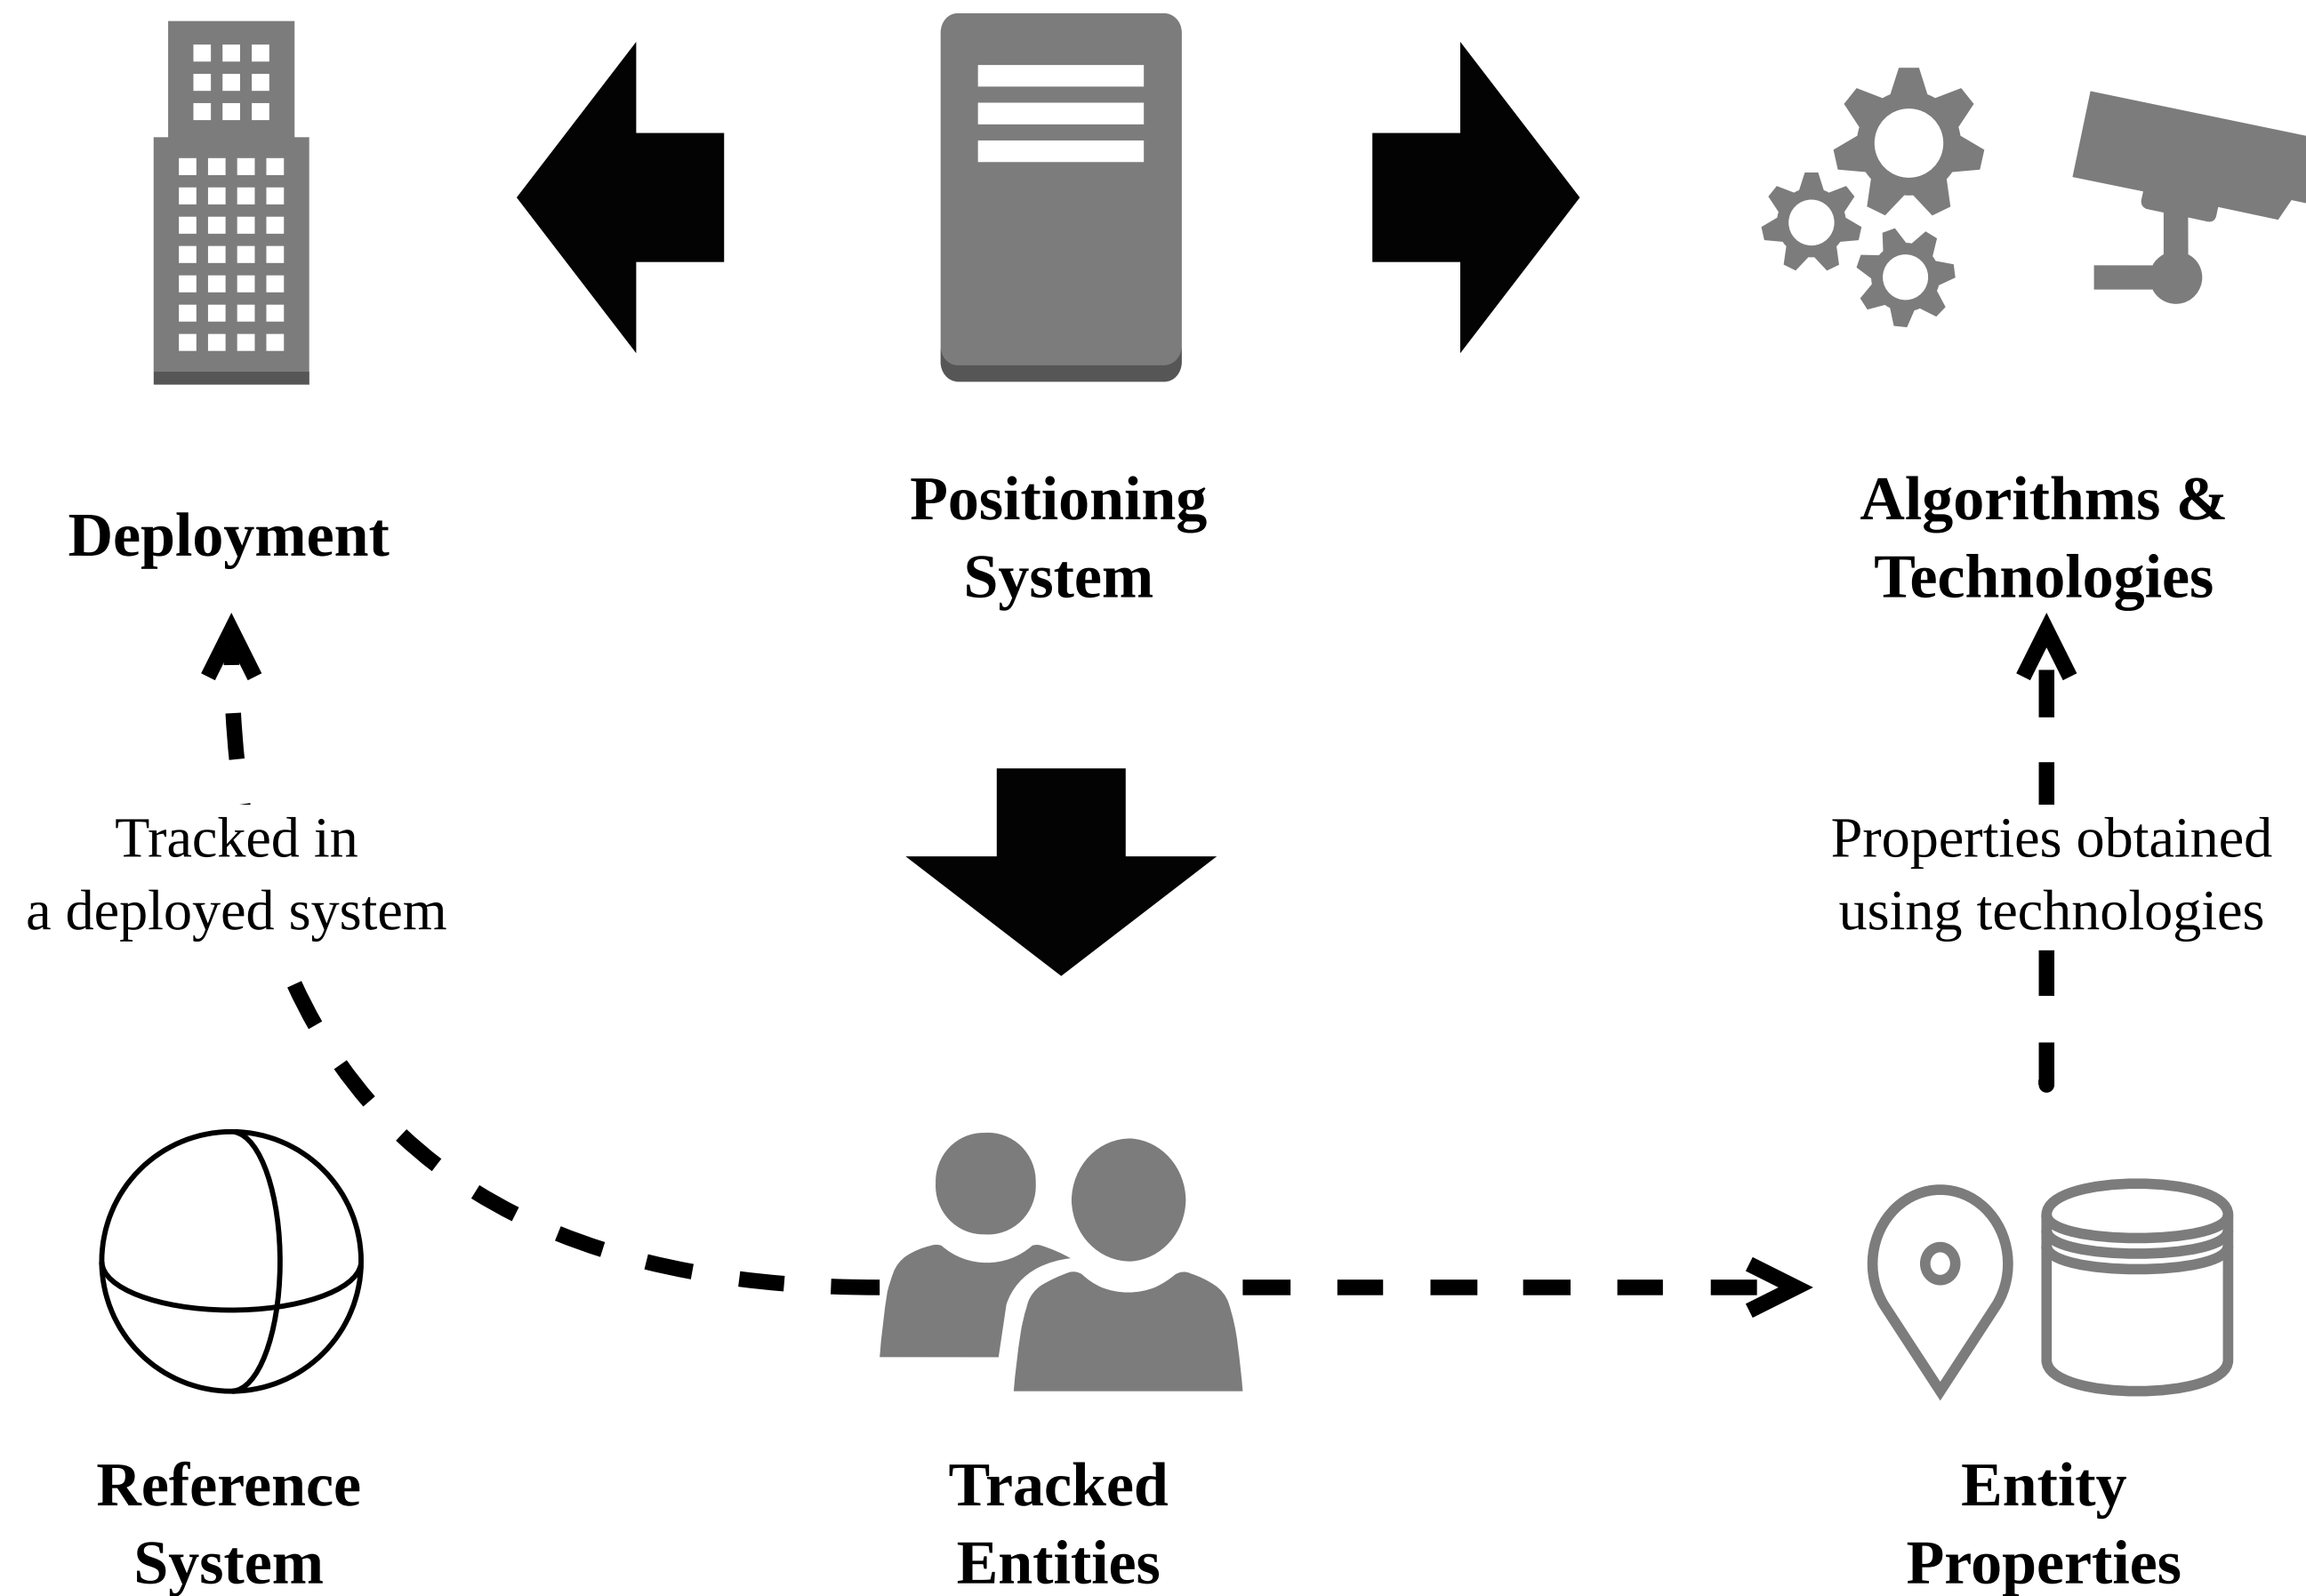 Deployment
Positioning
System
Algorithms &
Technologies
Tracked in
a deployed system
Properties obtained
using technologies
Reference
System
Tracked
Entities
Entity
Properties